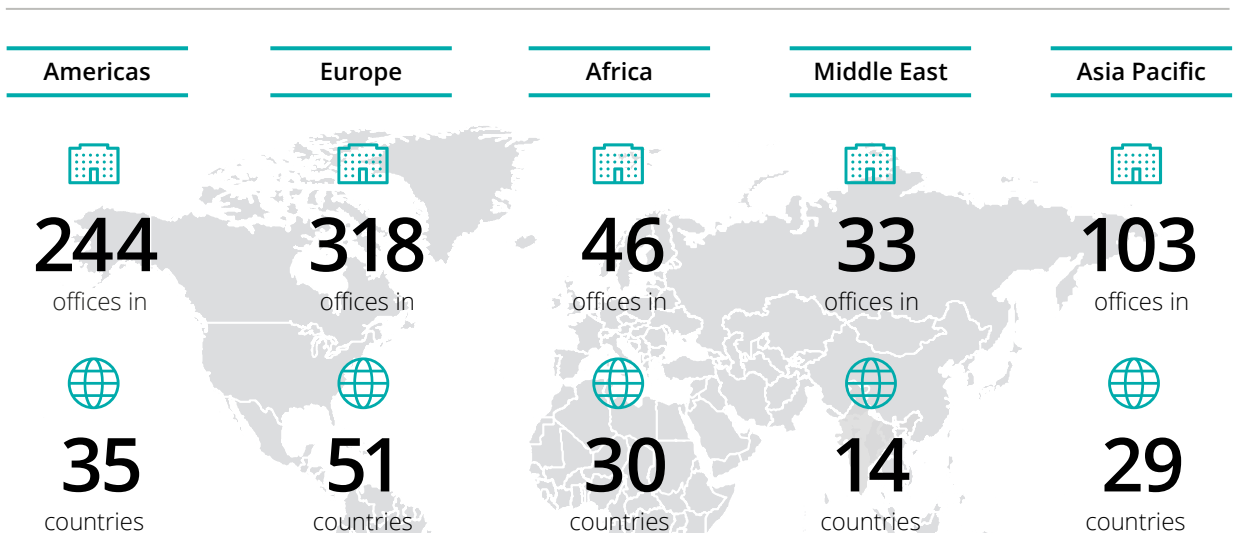 Americas
Europe
Africa
Middle East
Asia Pacific
244
318
46
33
103
offices in
offices in
offices in
offices in
offices in
35
51
30
14
29
countries
countries
countries
countries
countries